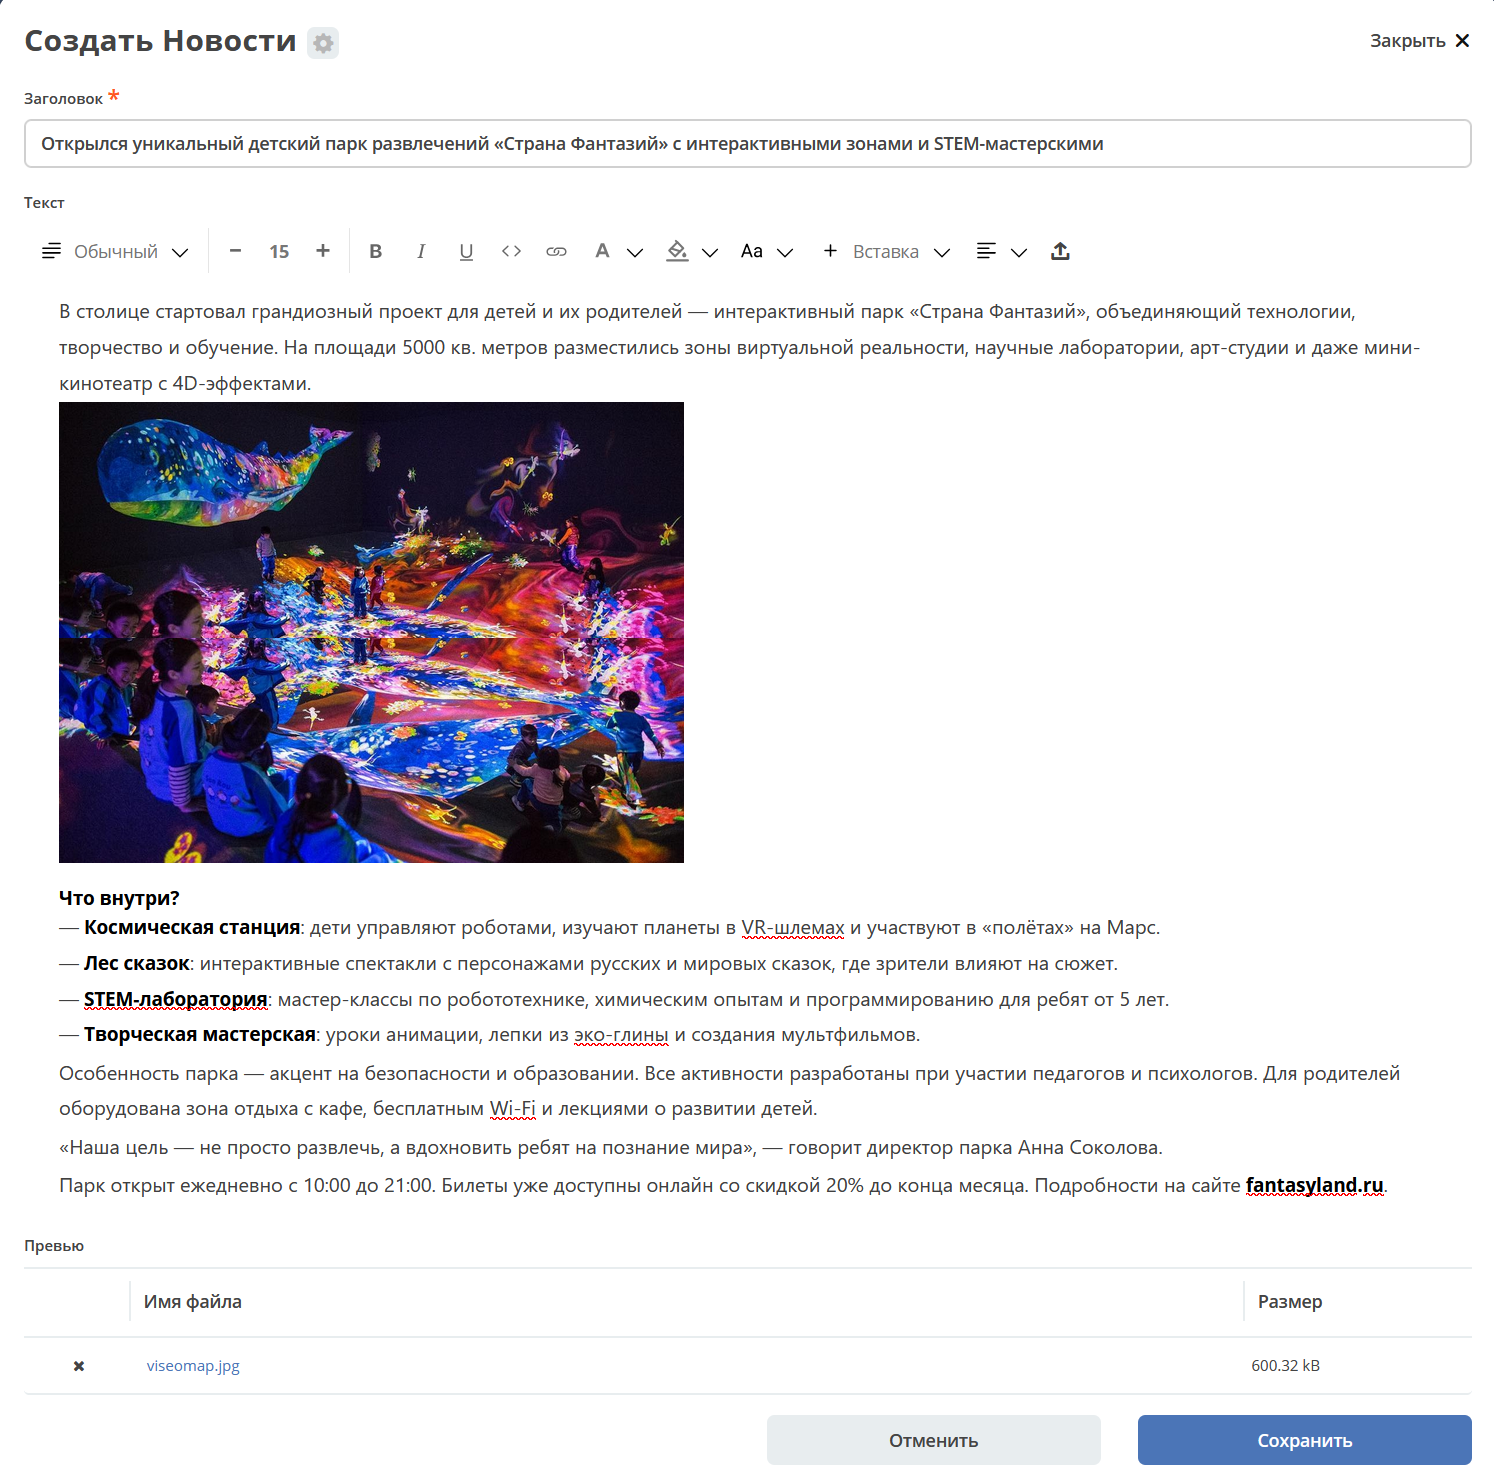 Создать Новости
Закрыть
Заголовок *
Открылся уникальный детский парк развлечений «Страна Фантазий» с интерактивными зонами и STEM-мастерскими
Текст
Обычный
15
B I U <> A Aa + Вставка
В столице стартовал грандиозный проект для детей и их родителей — интерактивный парк «Страна Фантазий», объединяющий технологии,
творчество и обучение. На площади 5000 кв. метров разместились зоны виртуальной реальности, научные лаборатории, арт-студии и даже мини-
кинотеатр с 4D-эффектами.
Что внутри?
— Космическая станция: дети управляют роботами, изучают планеты в VR-шлемах и участвуют в «полётах» на Марс.
— Лес сказок: интерактивные спектакли с персонажами русских и мировых сказок, где зрители влияют на сюжет.
— STEM-лаборатория: мастер-классы по робототехнике, химическим опытам и программированию для ребят от 5 лет.
— Творческая мастерская: уроки анимации, лепки из эко-глины и создания мультфильмов.
Особенность парка — акцент на безопасности и образовании. Все активности разработаны при участии педагогов и психологов. Для родителей
оборудована зона отдыха с кафе, бесплатным Wi-Fi и лекциями о развитии детей.
«Наша цель — не просто развлечь, а вдохновить ребят на познание мира», — говорит директор парка Анна Соколова.
Парк открыт ежедневно с 10:00 до 21:00. Билеты уже доступны онлайн со скидкой 20% до конца месяца. Подробности на сайте fantasyland.ru.
Превью
Имя файла
Размер
viseomap.jpg
600.32 kB
Отменить
Сохранить